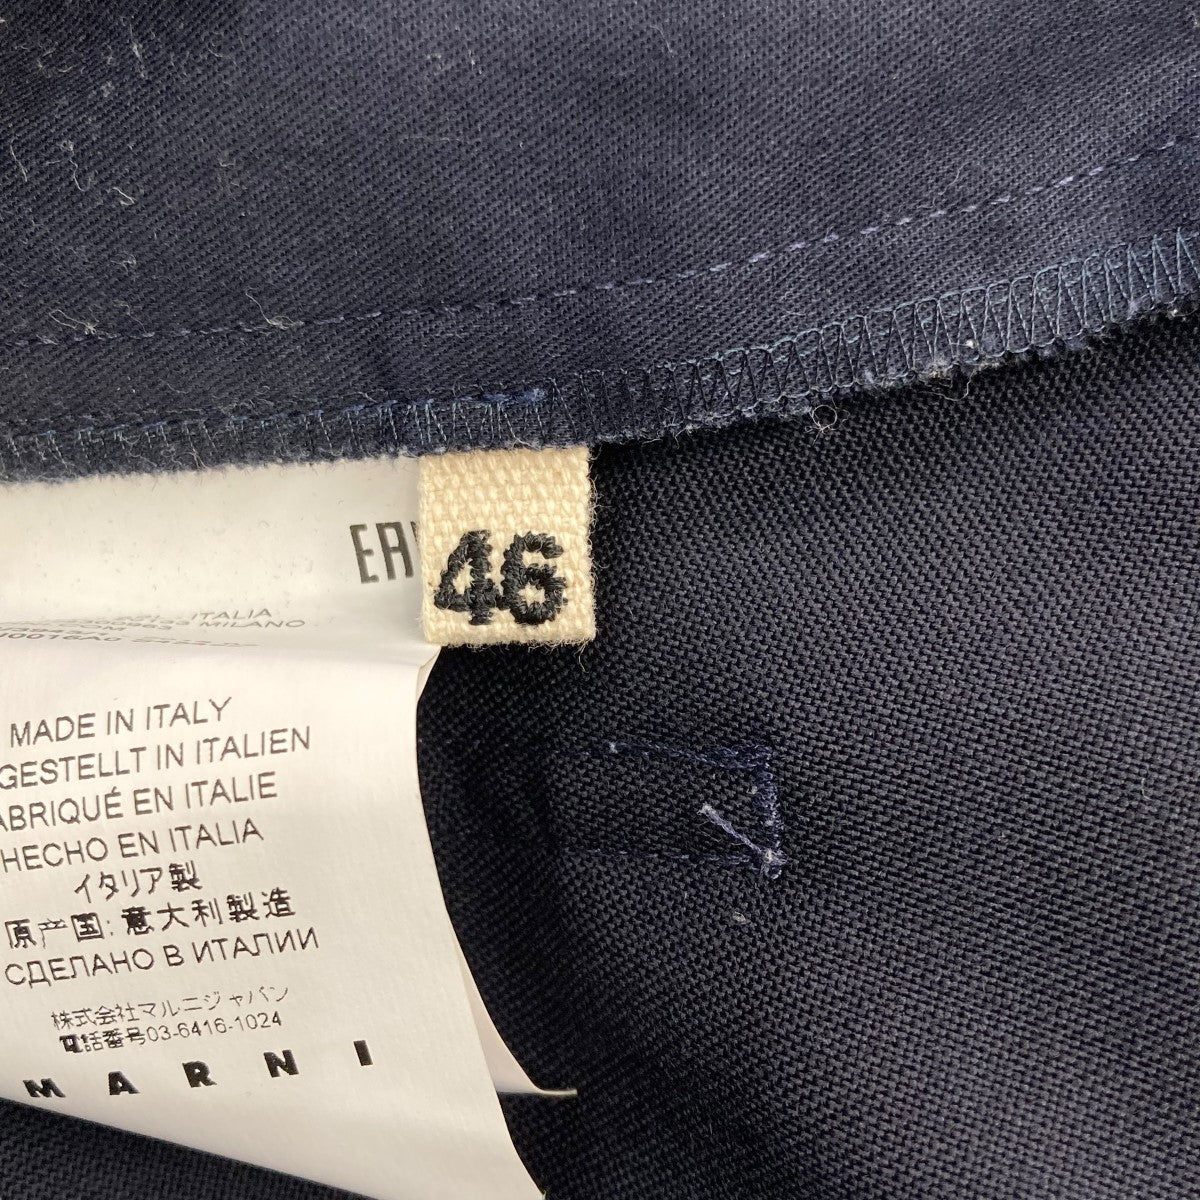 46
ITALIA
MILANO
MADE IN ITALY
GESTELLT IN ITALIEN
ABRIQUÉ EN ITALIE
HECHO EN ITALIA
イタリア製
原产国:意大利製造
СДЕЛАНО В ИТАЛИИ
株式会社マルニジャパン
電話番号03-6416-1024
MARNI